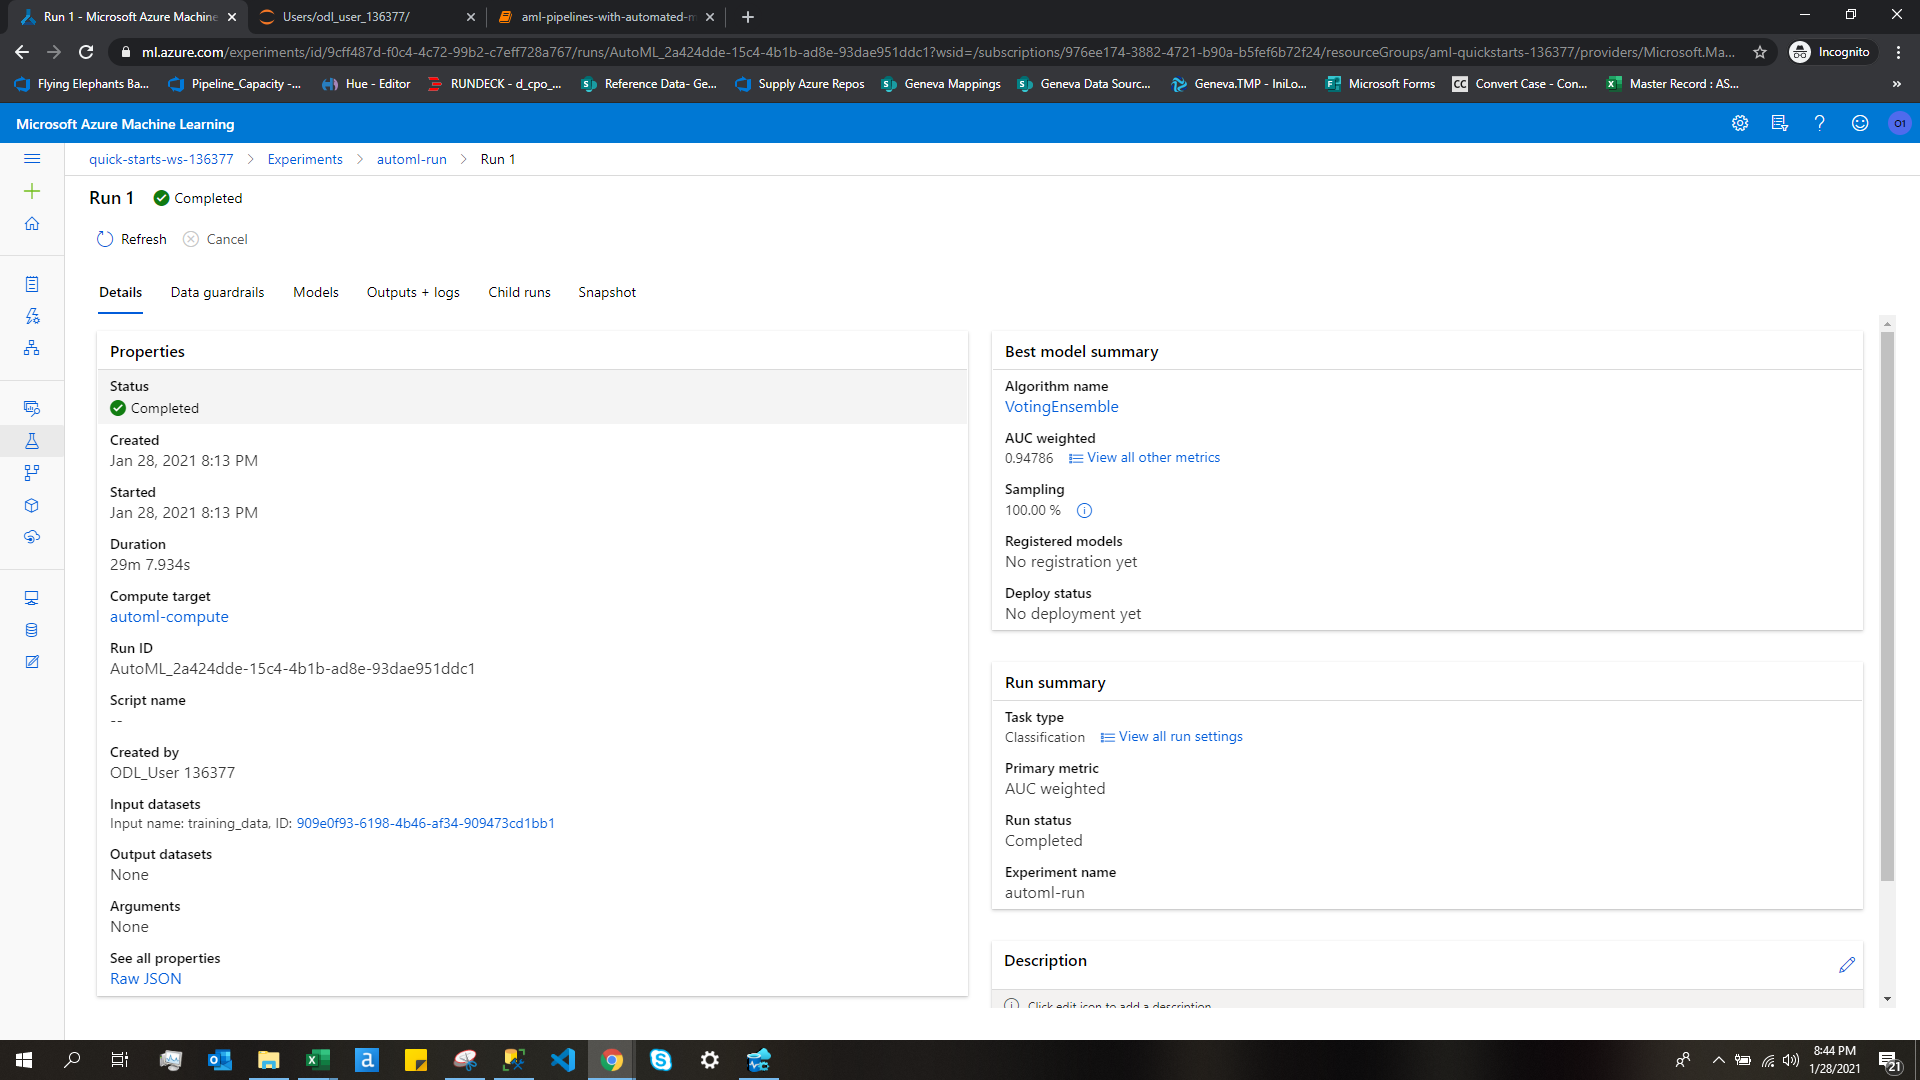 Run 1 - Microsoft Azure Machine
Users/odl_user_136377/
aml-pipelines-with-automated-m
ml.azure.com/experiments/id/9cff487d-f0c4-4c72-99b2-c7eff728a767/runs/AutoML_2a424dde-15c4-4b1b-ad8e-93dae951ddc1?wsid=/subscriptions/976ee174-3882-4721-b90a-b5fef6b72f24/resourceGroups/aml-quickstarts-136377/providers/Microsoft.Ma...
Incognito
Flying Elephants Ba...
Pipeline_Capacity -...
Hue - Editor
RUNDECK - d_cpo_...
Reference Data- Ge...
Supply Azure Repos
Geneva Mappings
Geneva Data Sourc...
Geneva.TMP - IniLo...
Microsoft Forms
CC
Convert Case - Con...
Master Record : AS...
»
Microsoft Azure Machine Learning
O1
quick-starts-ws-136377 > Experiments > automl-run > Run 1
Run 1
Completed
Refresh
Cancel
Details
Data guardrails
Models
Outputs + logs
Child runs
Snapshot
Properties
Status
Completed
Created
Jan 28, 2021 8:13 PM
Started
Jan 28, 2021 8:13 PM
Duration
29m 7.934s
Compute target
automl-compute
Run ID
AutoML_2a424dde-15c4-4b1b-ad8e-93dae951ddc1
Script name
--
Created by
ODL_User 136377
Input datasets
Input name: training_data, ID: 909e0f93-6198-4b46-af34-909473cd1bb1
Output datasets
None
Arguments
None
See all properties
Raw JSON
Best model summary
Algorithm name
VotingEnsemble
AUC weighted
0.94786 View all other metrics
Sampling
100.00 %
Registered models
No registration yet
Deploy status
No deployment yet
Run summary
Task type
Classification View all run settings
Primary metric
AUC weighted
Run status
Completed
Experiment name
automl-run
Description
Click edit icon to add a description
8:44 PM
1/28/2021
21